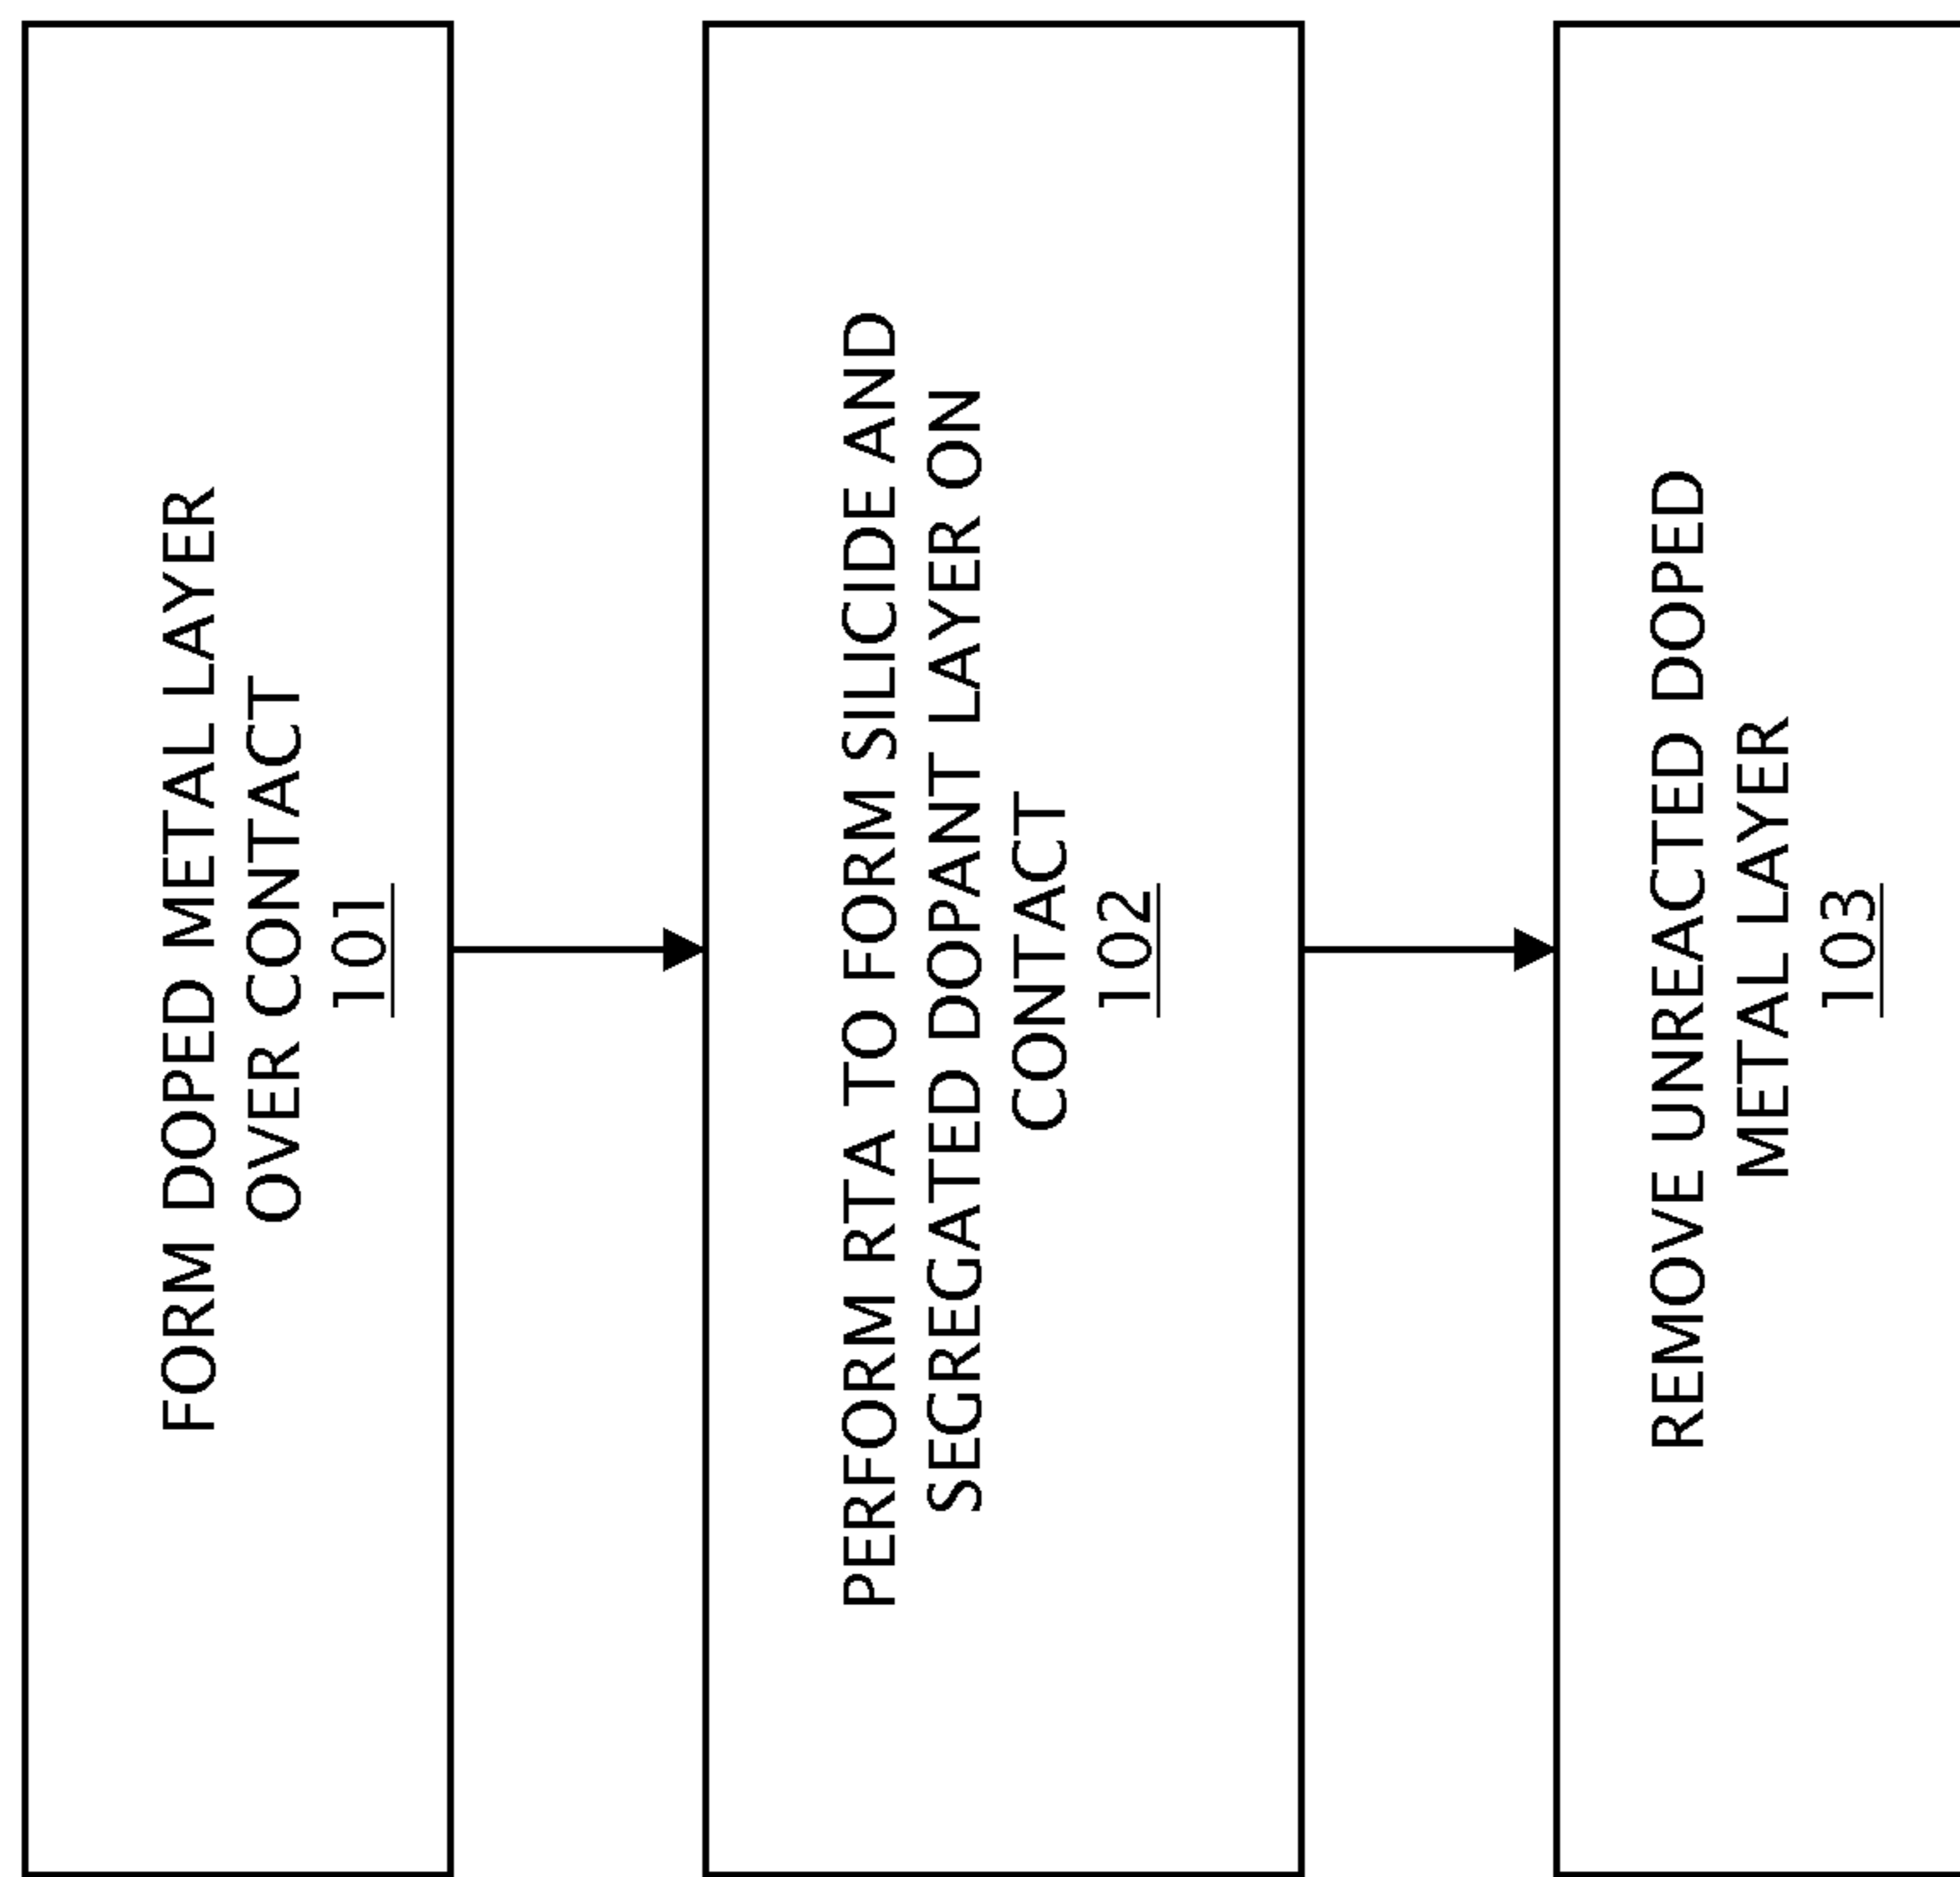 FORM DOPED METAL LAYER
OVER CONTACT
101
PERFORM RTA TO FORM SILICIDE AND
SEGREGATED DOPANT LAYER ON
CONTACT
102
REMOVE UNREACTED DOPED
METAL LAYER
103